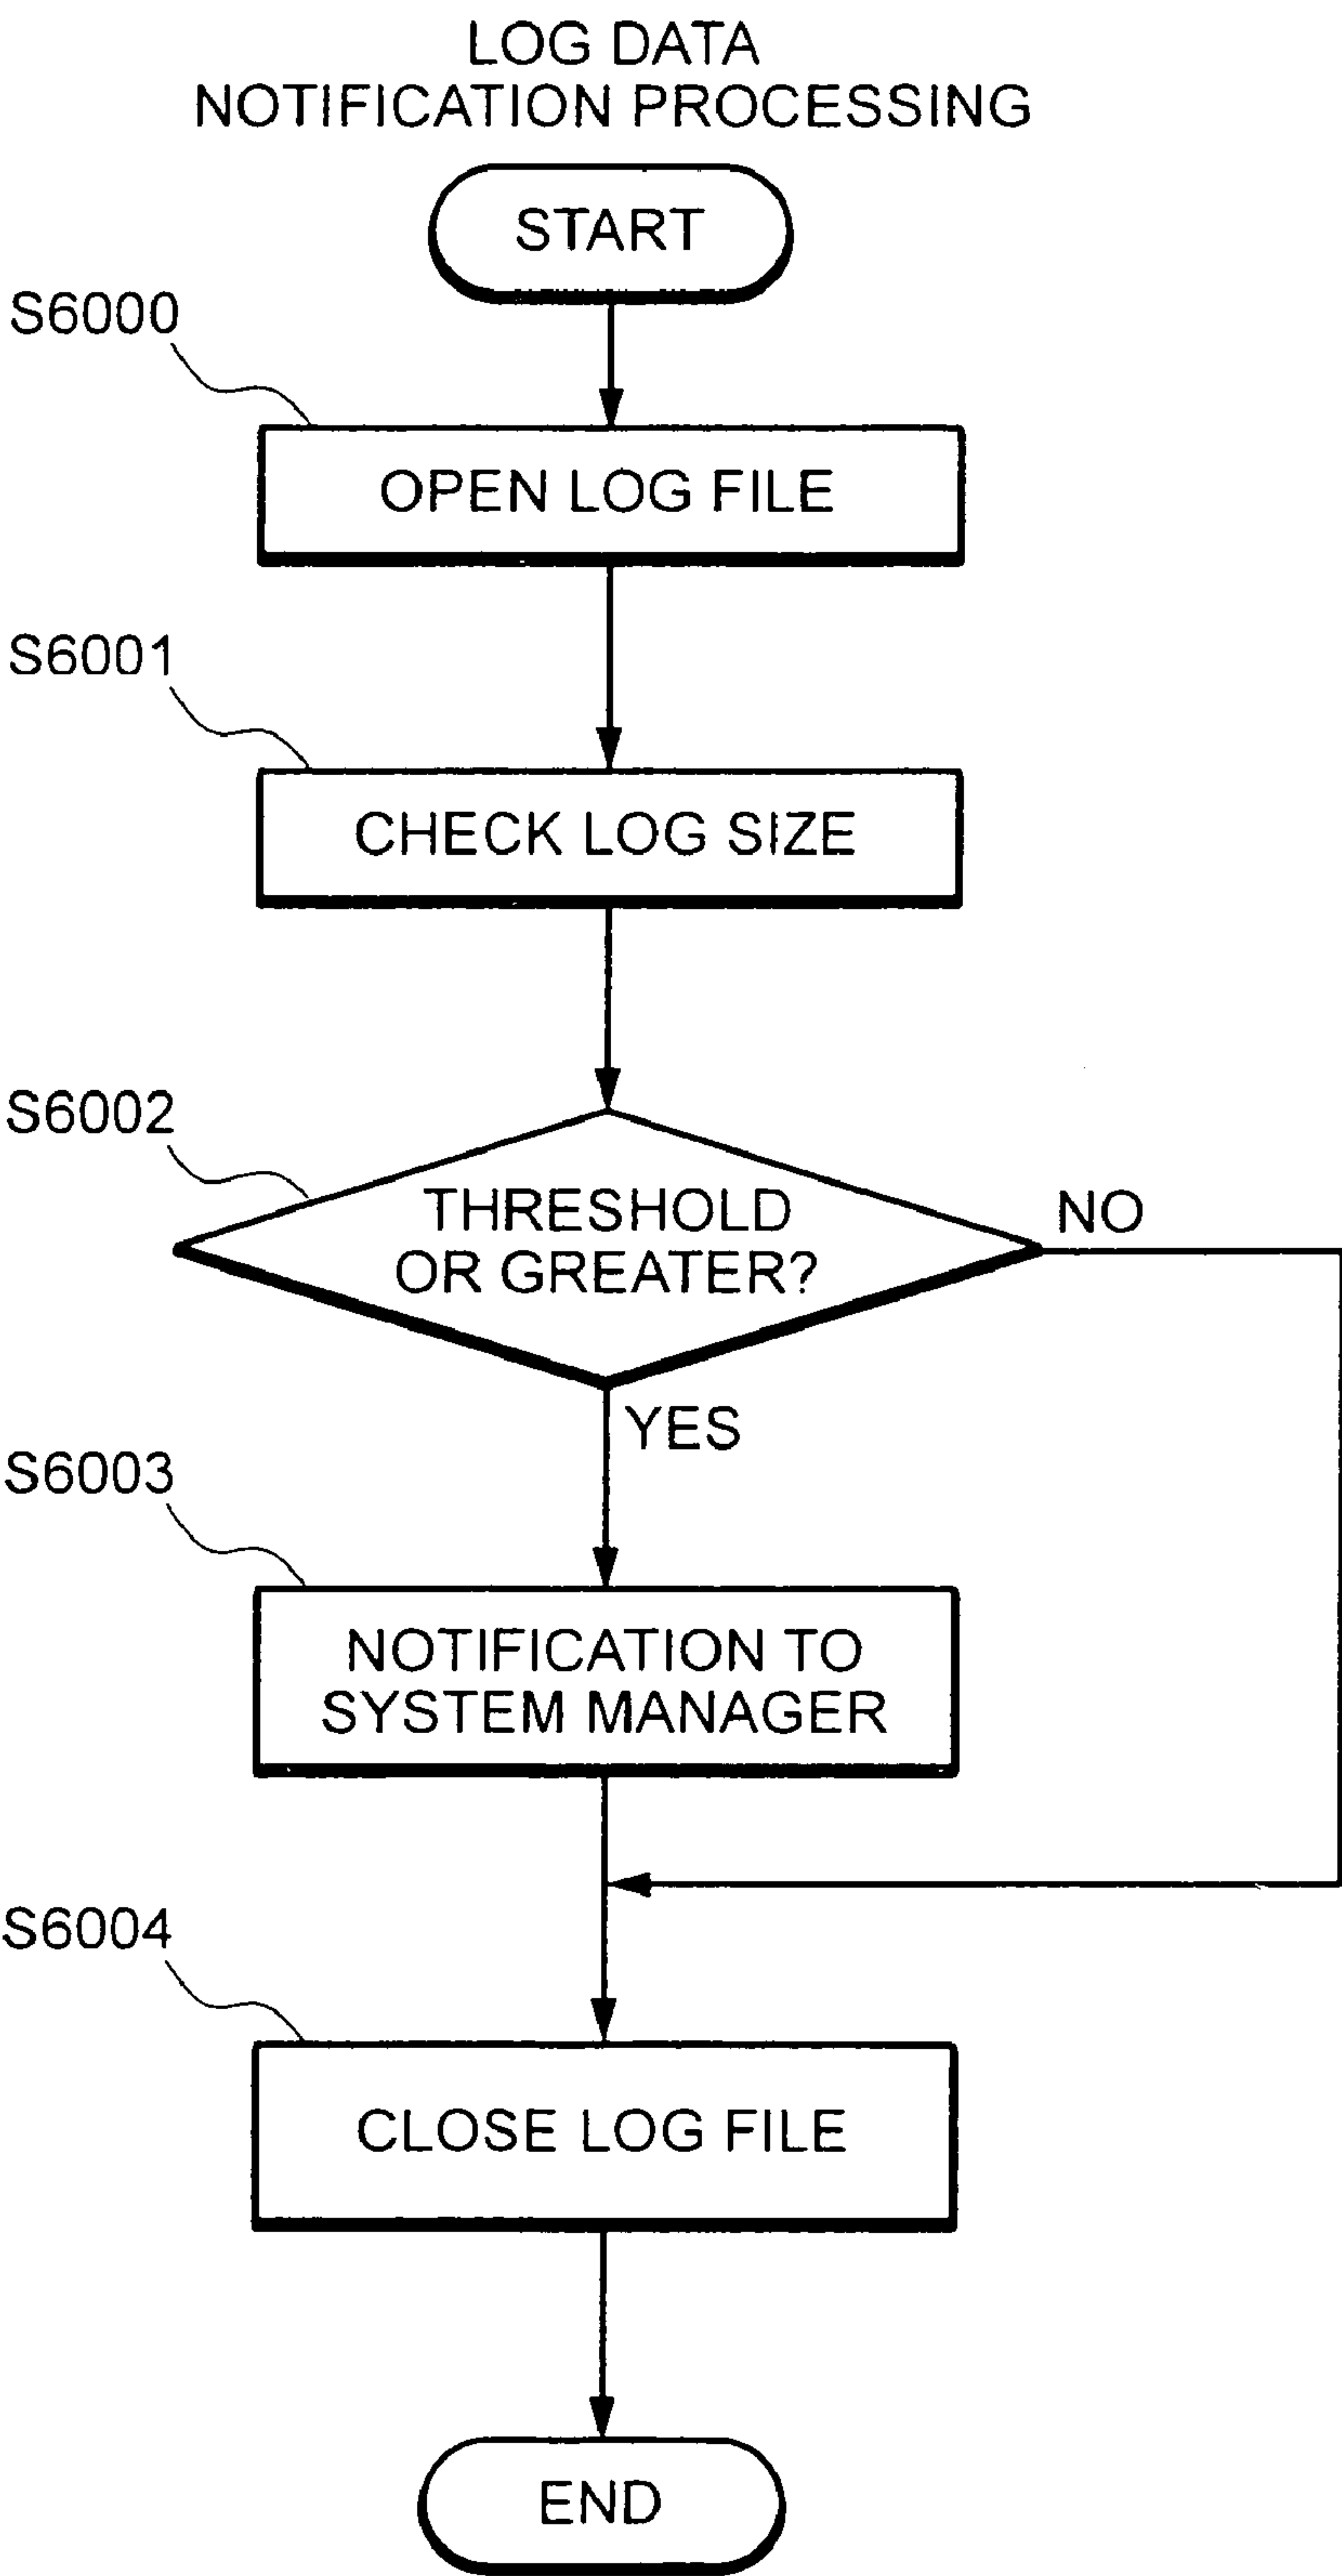 LOG DATA
NOTIFICATION PROCESSING
START
S6000
OPEN LOG FILE
S6001
CHECK LOG SIZE
S6002
THRESHOLD
OR GREATER?
NO
YES
S6003
NOTIFICATION TO
SYSTEM MANAGER
S6004
CLOSE LOG FILE
END